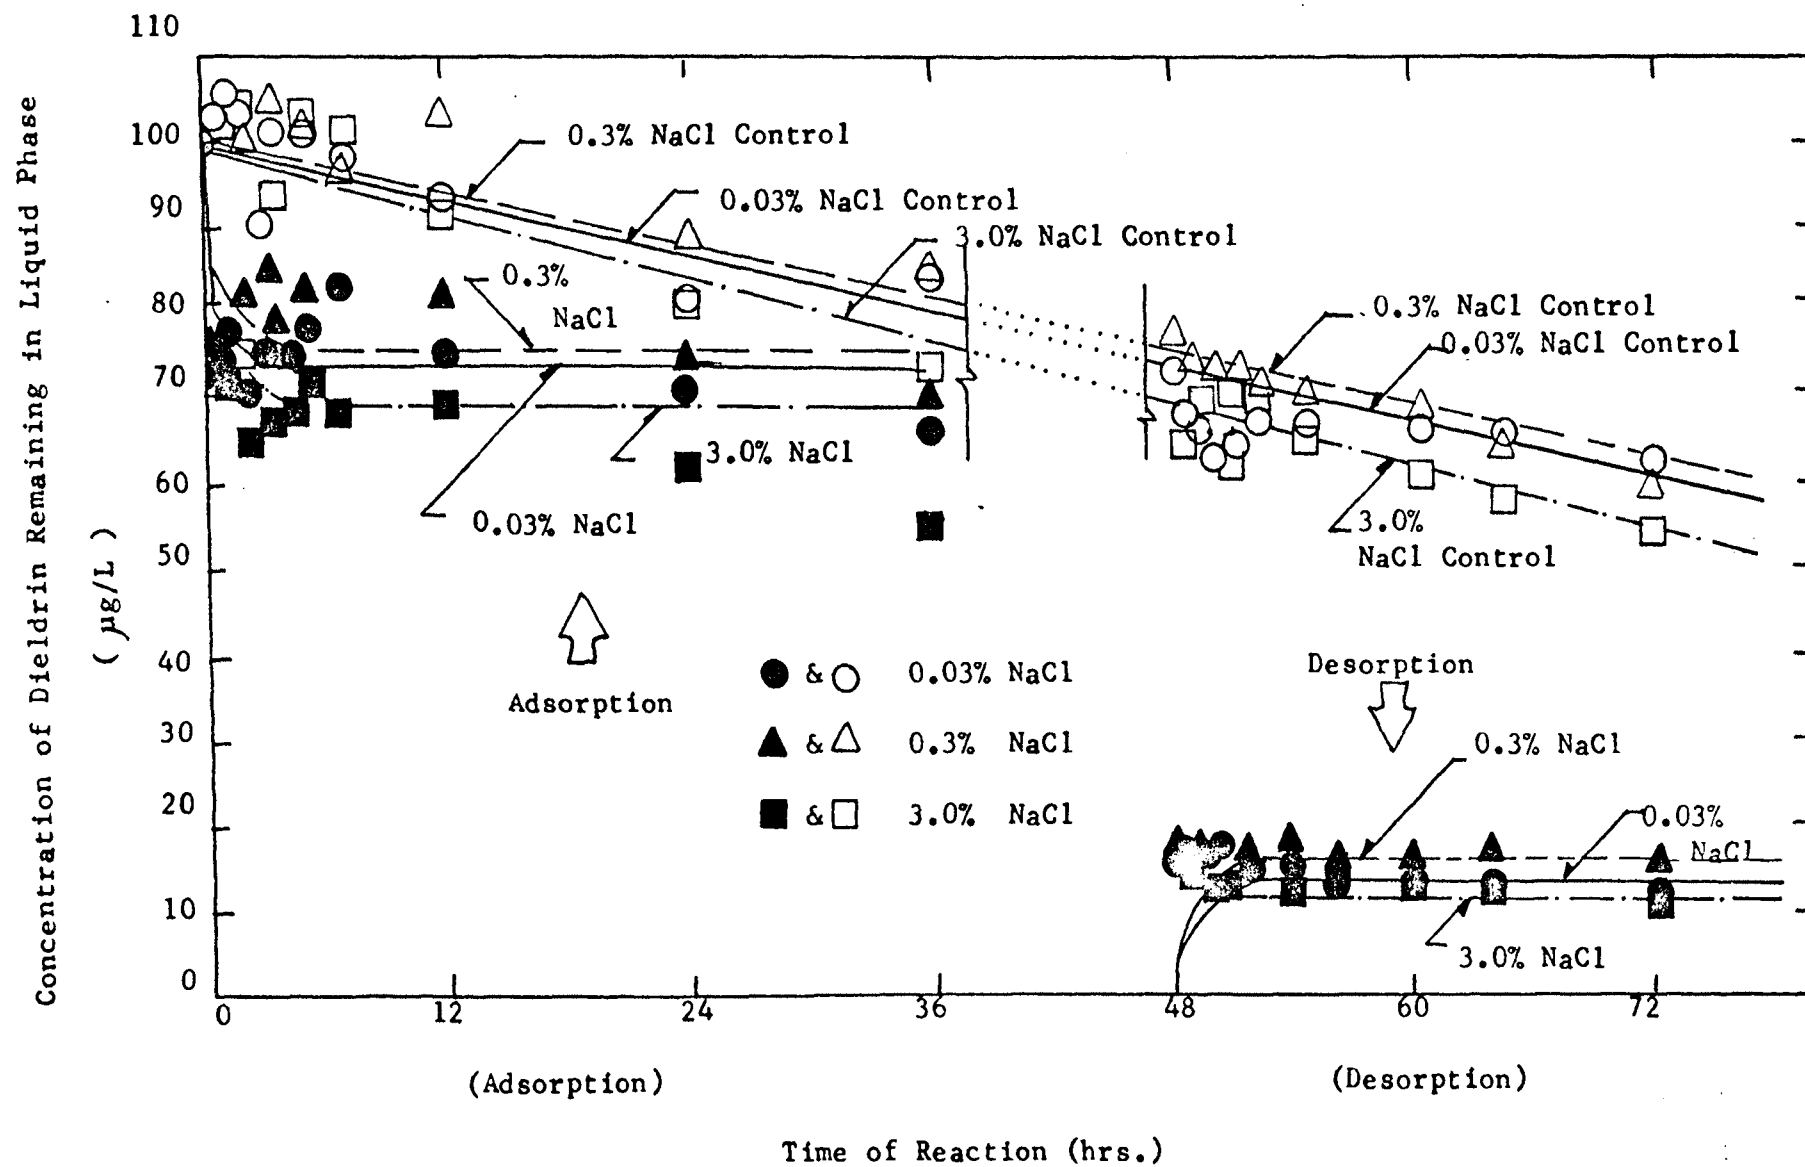 110
100
90
80
70
60
50
40
30
20
10
0
Concentration of Dieldrin Remaining in Liquid Phase
( µg/L )
0.3% NaCl Control
0.03% NaCl Control
3.0% NaCl Control
0.3%
NaCl
3.0% NaCl
0.03% NaCl
0.3% NaCl Control
0.03% NaCl Control
3.0%
NaCl Control
Adsorption
& 0.03% NaCl
& 0.3% NaCl
& 3.0% NaCl
Desorption
0.3% NaCl
0.03%
NaCl
3.0% NaCl
0 12 24 36 48 60 72
(Adsorption) (Desorption)
Time of Reaction (hrs.)